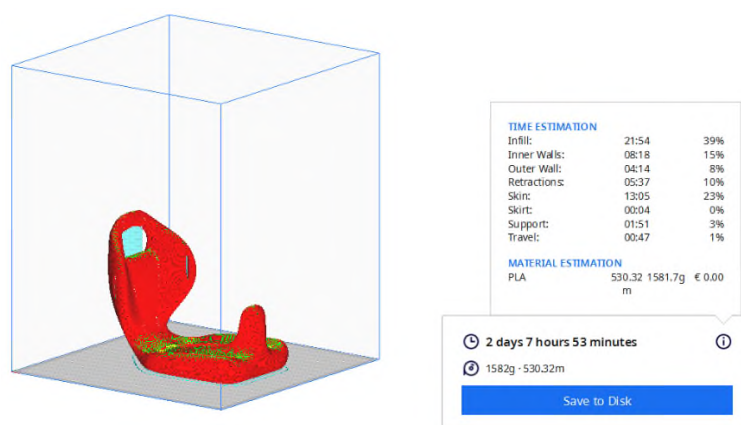 TIME ESTIMATION
Infill: 21:54 39%
Inner Walls: 08:18 15%
Outer Wall: 04:14 8%
Retractions: 05:37 10%
Skin: 13:05 23%
Skirt: 00:04 0%
Support: 01:51 3%
Travel: 00:47 1%
MATERIAL ESTIMATION
PLA 530.32 1581.7g € 0.00
m
2 days 7 hours 53 minutes
1582g · 530.32m
Save to Disk